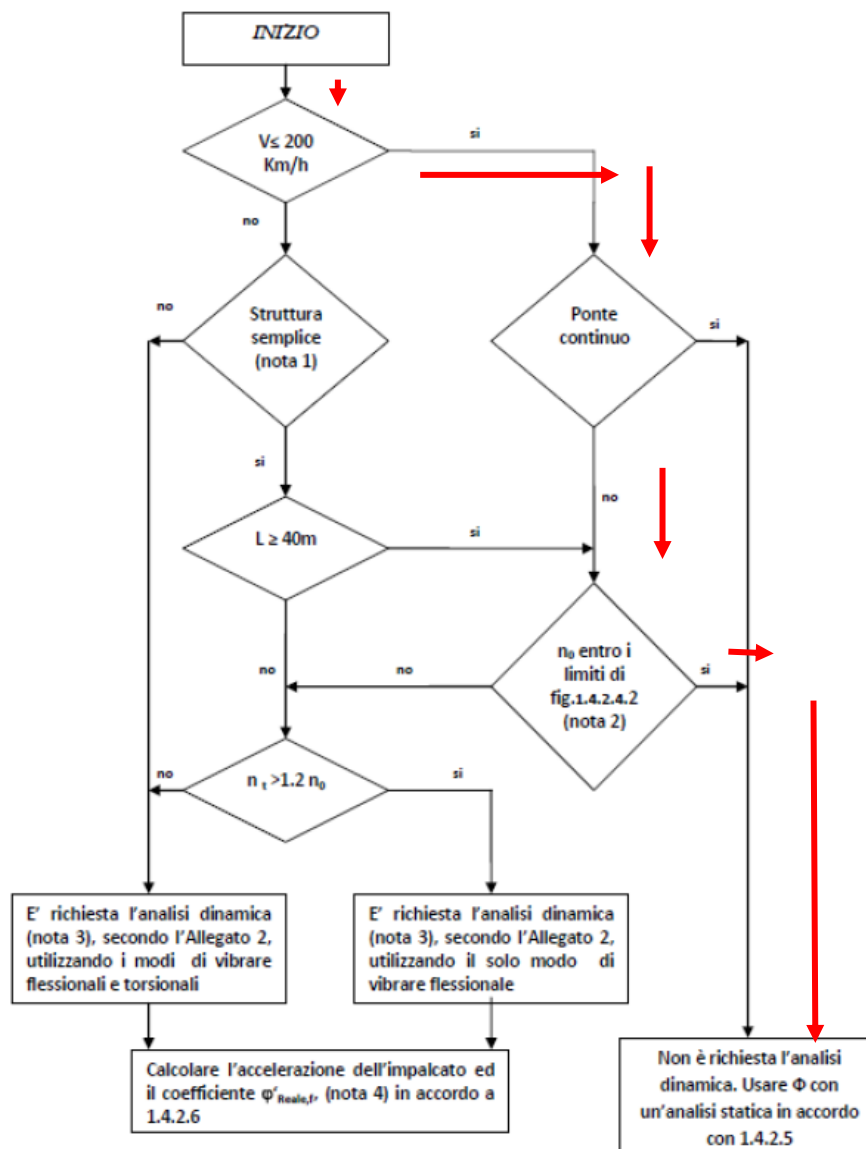 INIZIO
V≤ 200
Km/h
si
no
no
Struttura
semplice
(nota 1)
Ponte
continuo
si
si
no
L ≥ 40m
si
no
no
n₀ entro i
limiti di
fig.1.4.2.4.2
(nota 2)
si
no
n t >1.2 n₀
si
E' richiesta l'analisi dinamica
(nota 3), secondo l'Allegato 2,
utilizzando i modi di vibrare
flessionali e torsionali
E' richiesta l'analisi dinamica
(nota 3), secondo l'Allegato 2,
utilizzando il solo modo di
vibrare flessionale
Calcolare l'accelerazione dell'impalcato ed
il coefficiente φ'Reale,f, (nota 4) in accordo a
1.4.2.6
Non è richiesta l'analisi
dinamica. Usare Φ con
un'analisi statica in accordo
con 1.4.2.5